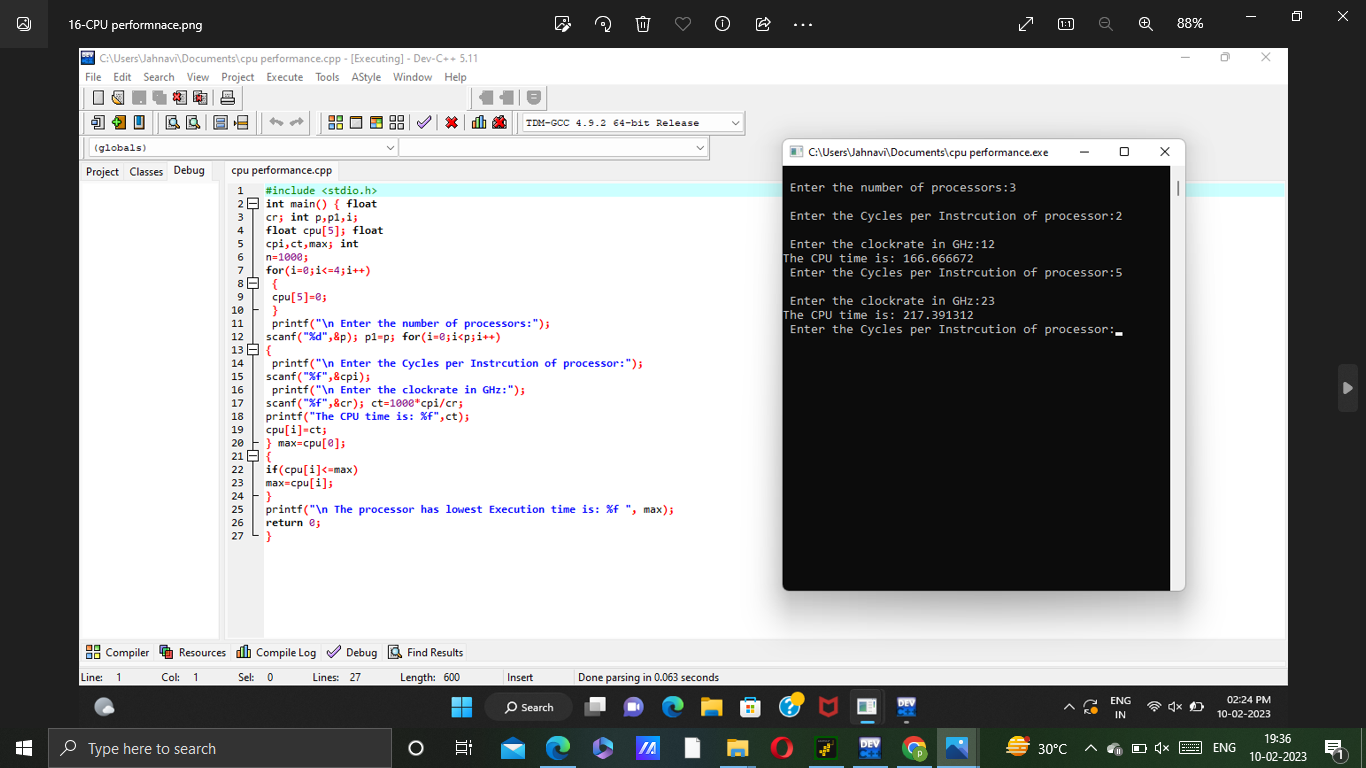 16-CPU performnace.png
88%
C:\Users\Jahnavi\Documents\cpu performance.cpp - [Executing] - Dev-C++ 5.11
File Edit Search View Project Execute Tools AStyle Window Help
TDM-GCC 4.9.2 64-bit Release
(globals)
Project Classes Debug
cpu performance.cpp
1 #include <stdio.h>
2 int main() { float
3 cr; int p,p1,i;
4 float cpu[5]; float
5 cpi,ct,max; int
6 n=1000;
7 for(i=0;i<=4;i++)
8 {
9 cpu[5]=0;
10 }
11 printf("\n Enter the number of processors:");
12 scanf("%d",&p); p1=p; for(i=0;i<p;i++)
13 {
14 printf("\n Enter the Cycles per Instrcution of processor:");
15 scanf("%f",&cpi);
16 printf("\n Enter the clockrate in GHz:");
17 scanf("%f",&cr); ct=1000*cpi/cr;
18 printf("The CPU time is: %f",ct);
19 cpu[i]=ct;
20 } max=cpu[0];
21 {
22 if(cpu[i]<=max)
23 max=cpu[i];
24 }
25 printf("\n The processor has lowest Execution time is: %f ", max);
26 return 0;
27 }
C:\Users\Jahnavi\Documents\cpu performance.exe
Enter the number of processors:3
Enter the Cycles per Instrcution of processor:2
Enter the clockrate in GHz:12
The CPU time is: 166.666672
Enter the Cycles per Instrcution of processor:5
Enter the clockrate in GHz:23
The CPU time is: 217.391312
Enter the Cycles per Instrcution of processor:
Compiler Resources Compile Log Debug Find Results
Line: 1 Col: 1 Sel: 0 Lines: 27 Length: 600 Insert Done parsing in 0.063 seconds
Search
ENG
IN
02:24 PM
10-02-2023
Type here to search
30°C
ENG
19:36
10-02-2023
1